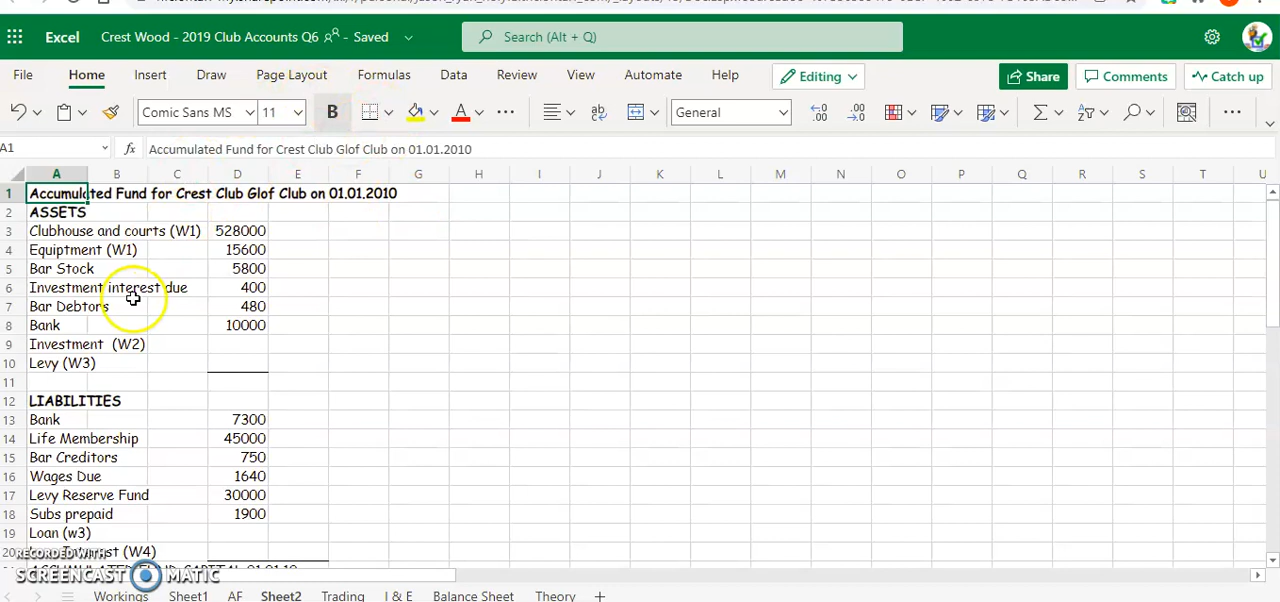 Excel Crest Wood - 2019 Club Accounts Q6 - Saved Search (Alt + Q)
File Home Insert Draw Page Layout Formulas Data Review View Automate Help Editing Share Comments Catch up
Comic Sans MS 11 B A General
A1 fx Accumulated Fund for Crest Club Glof Club on 01.01.2010
A B C D E F G H I J K L M N O P Q R S T U
1 Accumulated Fund for Crest Club Glof Club on 01.01.2010
2 ASSETS
3 Clubhouse and courts (W1) 528000
4 Equiptment (W1) 15600
5 Bar Stock 5800
6 Investment interest due 400
7 Bar Debtors 480
8 Bank 10000
9 Investment (W2)
10 Levy (W3)
11
12 LIABILITIES
13 Bank 7300
14 Life Membership 45000
15 Bar Creditors 750
16 Wages Due 1640
17 Levy Reserve Fund 30000
18 Subs prepaid 1900
19 Loan (w3)
20 Interest (W4)
RECORDED WITH
SCREENCAST MATIC
Workings Sheet1 AF Sheet2 Trading I & E Balance Sheet Theory +